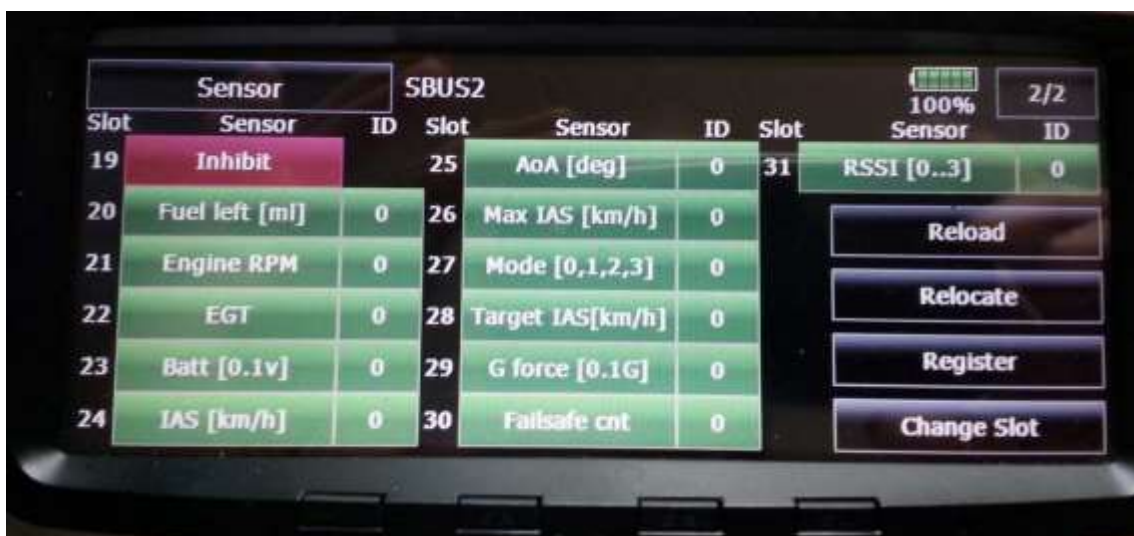 Sensor SBUS2 100% 2/2
Slot Sensor ID Slot Sensor ID Slot Sensor ID
19 Inhibit 25 AoA [deg] 0 31 RSSI [0..3] 0
20 Fuel left [ml] 0 26 Max IAS [km/h] 0 Reload
21 Engine RPM 0 27 Mode [0,1,2,3] 0 Relocate
22 EGT 0 28 Target IAS[km/h] 0
23 Batt [0.1v] 0 29 G force [0.1G] 0 Register
24 IAS [km/h] 0 30 Failsafe cnt 0 Change Slot